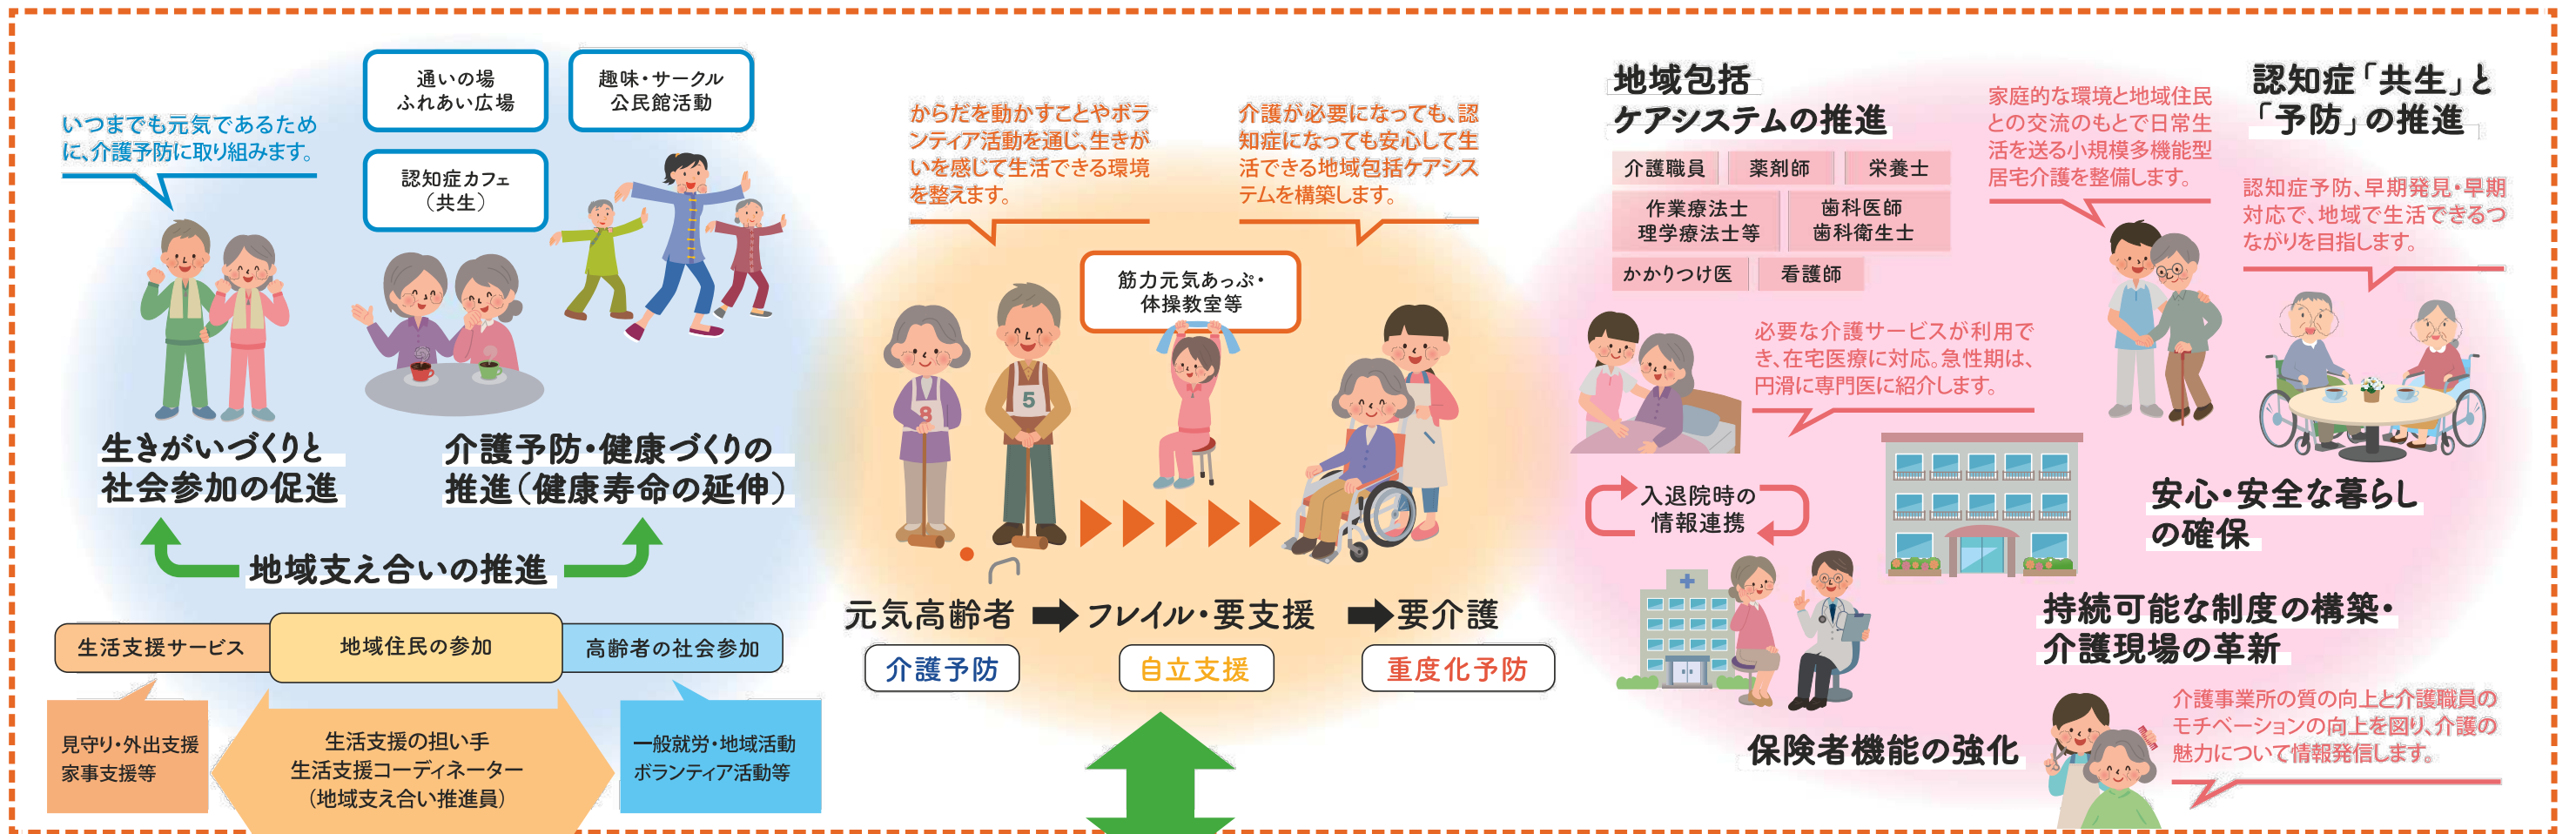 いつまでも元気であるため
に、介護予防に取り組みます。
通いの場
ふれあい広場
趣味・サークル
公民館活動
認知症カフェ
（共生）
生きがいづくりと
社会参加の促進
介護予防・健康づくりの
推進（健康寿命の延伸）
地域支え合いの推進
生活支援サービス
地域住民の参加
高齢者の社会参加
見守り・外出支援
家事支援等
生活支援の担い手
生活支援コーディネーター
（地域支え合い推進員）
一般就労・地域活動
ボランティア活動等
からだを動かすことやボラ
ンティア活動を通じ、生きが
いを感じて生活できる環境
を整えます。
介護が必要になっても、認
知症になっても安心して生
活できる地域包括ケアシス
テムを構築します。
筋力元気あっぷ・
体操教室等
8
5
元気高齢者
フレイル・要支援
要介護
介護予防
自立支援
重度化予防
地域包括
ケアシステムの推進
介護職員
薬剤師
栄養士
作業療法士
理学療法士等
歯科医師
歯科衛生士
かかりつけ医
看護師
必要な介護サービスが利用で
き、在宅医療に対応。急性期は、
円滑に専門医に紹介します。
入退院時の
情報連携
保険者機能の強化
家庭的な環境と地域住民
との交流のもとで日常生
活を送る小規模多機能型
居宅介護を整備します。
認知症「共生」と
「予防」の推進
認知症予防、早期発見・早期
対応で、地域で生活できるつ
ながりを目指します。
安心・安全な暮らし
の確保
持続可能な制度の構築・
介護現場の革新
介護事業所の質の向上と介護職員の
モチベーションの向上を図り、介護の
魅力について情報発信します。